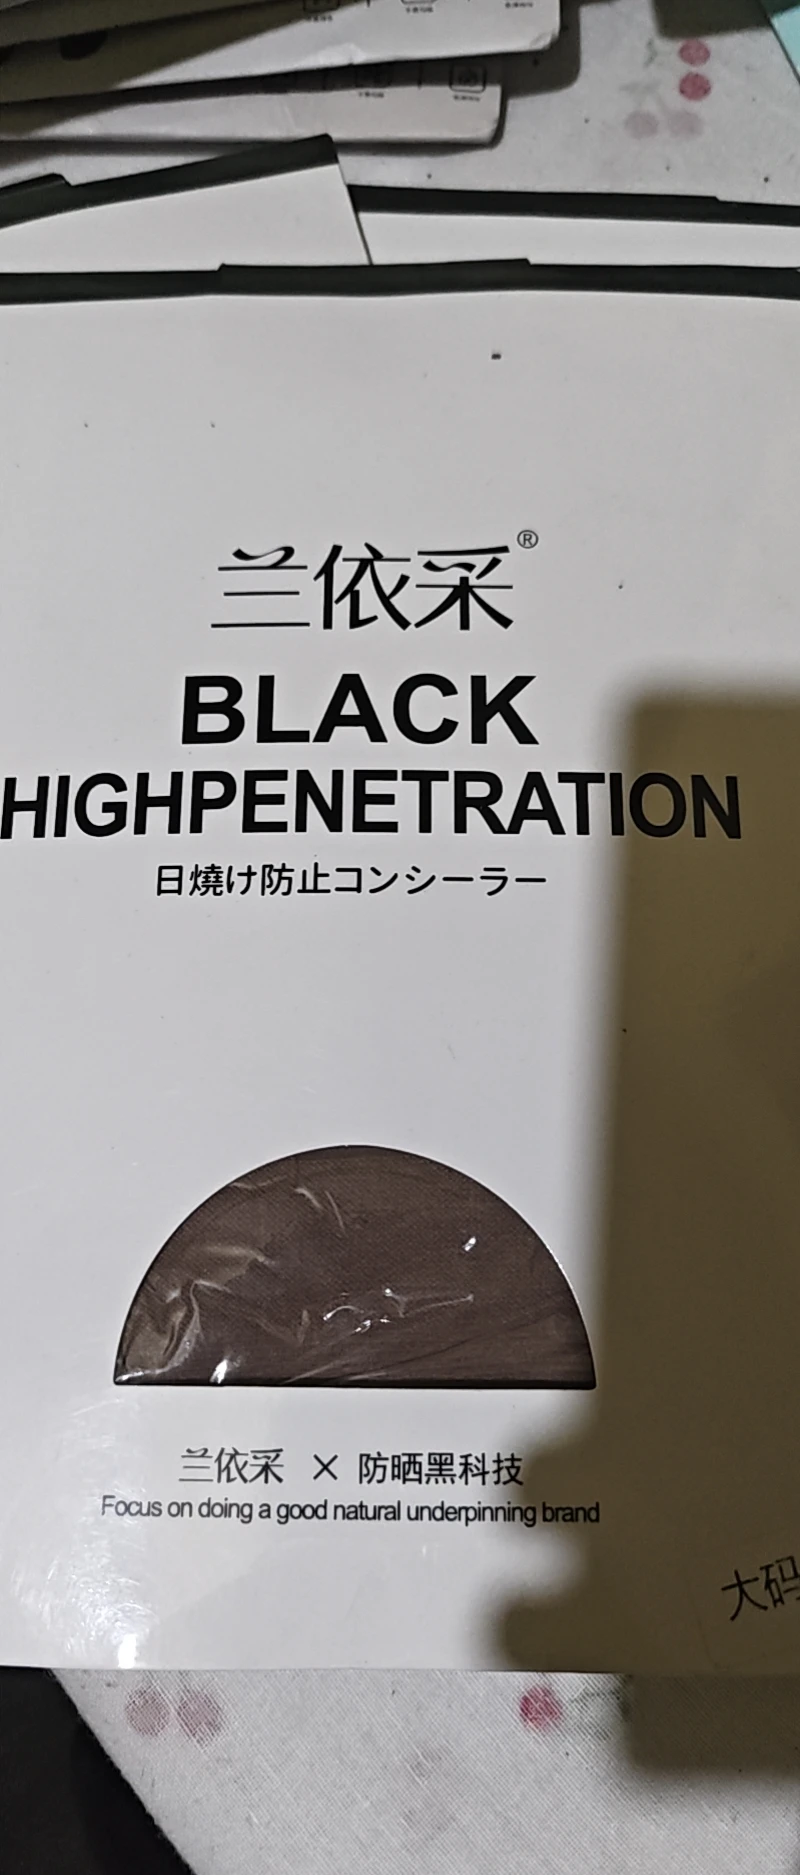 兰依采®
BLACK
HIGHPENETRATION
日燒け防止コンシーラー
兰依采 × 防晒黑科技
Focus on doing a good natural underpinning brand
大码